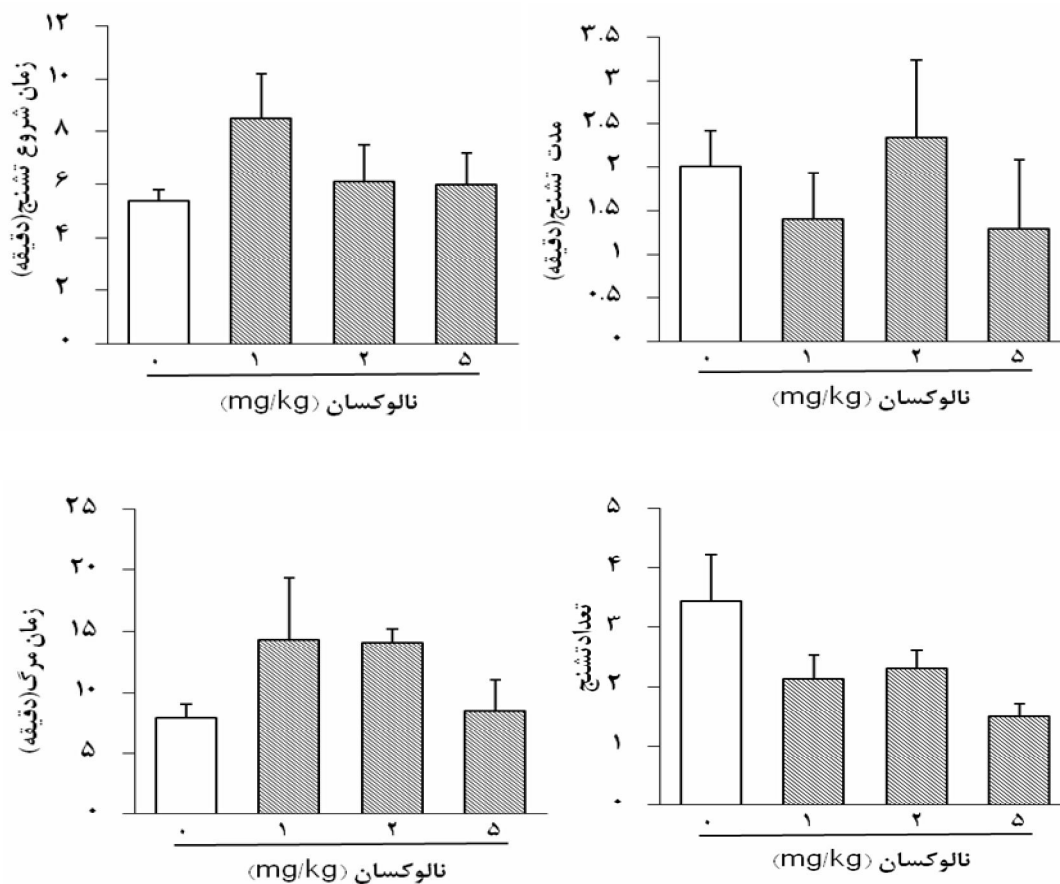 زمان شروع تشنج(دقیقه)
۱۲
۱۰
۸
۶
۴
۲
۰
۰ ۱ ۲ ۵
نالوکسان (mg/kg)
مدت تشنج(دقیقه)
۳.۵
۳
۲.۵
۲
۱.۵
۱
۰.۵
۰
۰ ۱ ۲ ۵
نالوکسان (mg/kg)
زمان مرگ(دقیقه)
۲۵
۲۰
۱۵
۱۰
۵
۰
۰ ۱ ۲ ۵
نالوکسان (mg/kg)
تعدادتشنج
۵
۴
۳
۲
۱
۰
۰ ۱ ۲ ۵
نالوکسان (mg/kg)